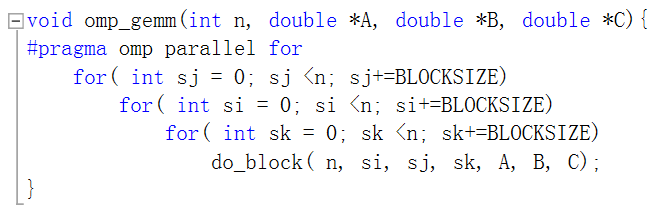 void omp_gemm(int n, double *A, double *B, double *C){
#pragma omp parallel for
    for( int sj = 0; sj <n; sj+=BLOCKSIZE)
        for( int si = 0; si <n; si+=BLOCKSIZE)
            for( int sk = 0; sk <n; sk+=BLOCKSIZE)
                do_block( n, si, sj, sk, A, B, C);
}